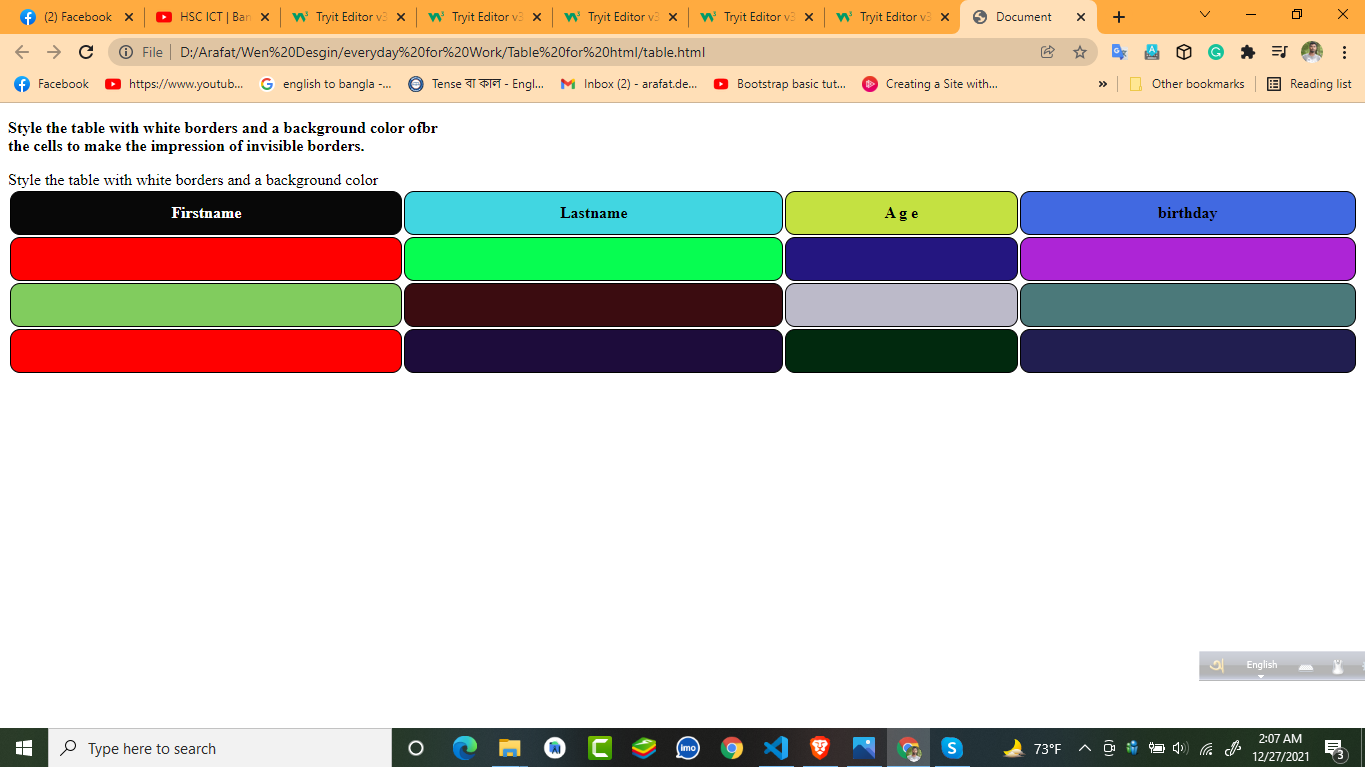 (2) Facebook
HSC ICT | Ban
Tryit Editor v3
Tryit Editor v3
Tryit Editor v3
Tryit Editor v3
Tryit Editor v3
Document
File
D:/Arafat/Wen%20Desgin/everyday%20for%20Work/Table%20for%20html/table.html
Facebook
https://www.youtub...
english to bangla -...
Tense বা কাল - Engl...
Inbox (2) - arafat.de...
Bootstrap basic tut...
Creating a Site with...
»
Other bookmarks
Reading list
Style the table with white borders and a background color ofbr
the cells to make the impression of invisible borders.
Style the table with white borders and a background color
Firstname
Lastname
A g e
birthday
অ English
Type here to search
imo
73°F
2:07 AM
12/27/2021
3